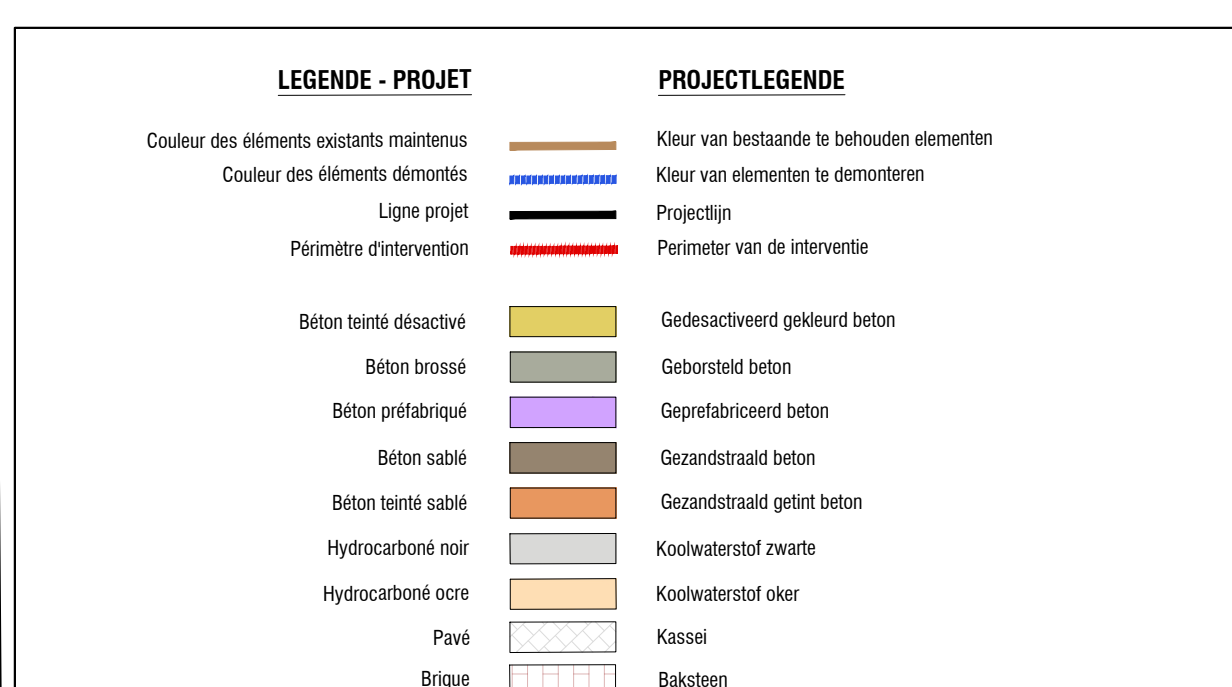 LEGENDE - PROJET PROJECTLEGENDE
Couleur des éléments existants maintenus Kleur van bestaande te behouden elementen
Couleur des éléments démontés Kleur van elementen te demonteren
Ligne projet Projectlijn
Périmètre d'intervention Perimeter van de interventie
Béton teinté désactivé Gedesactiveerd gekleurd beton
Béton brossé Geborsteld beton
Béton préfabriqué Geprefabriceerd beton
Béton sablé Gezandstraald beton
Béton teinté sablé Gezandstraald getint beton
Hydrocarboné noir Koolwaterstof zwarte
Hydrocarboné ocre Koolwaterstof oker
Pavé Kassei
Brique Baksteen